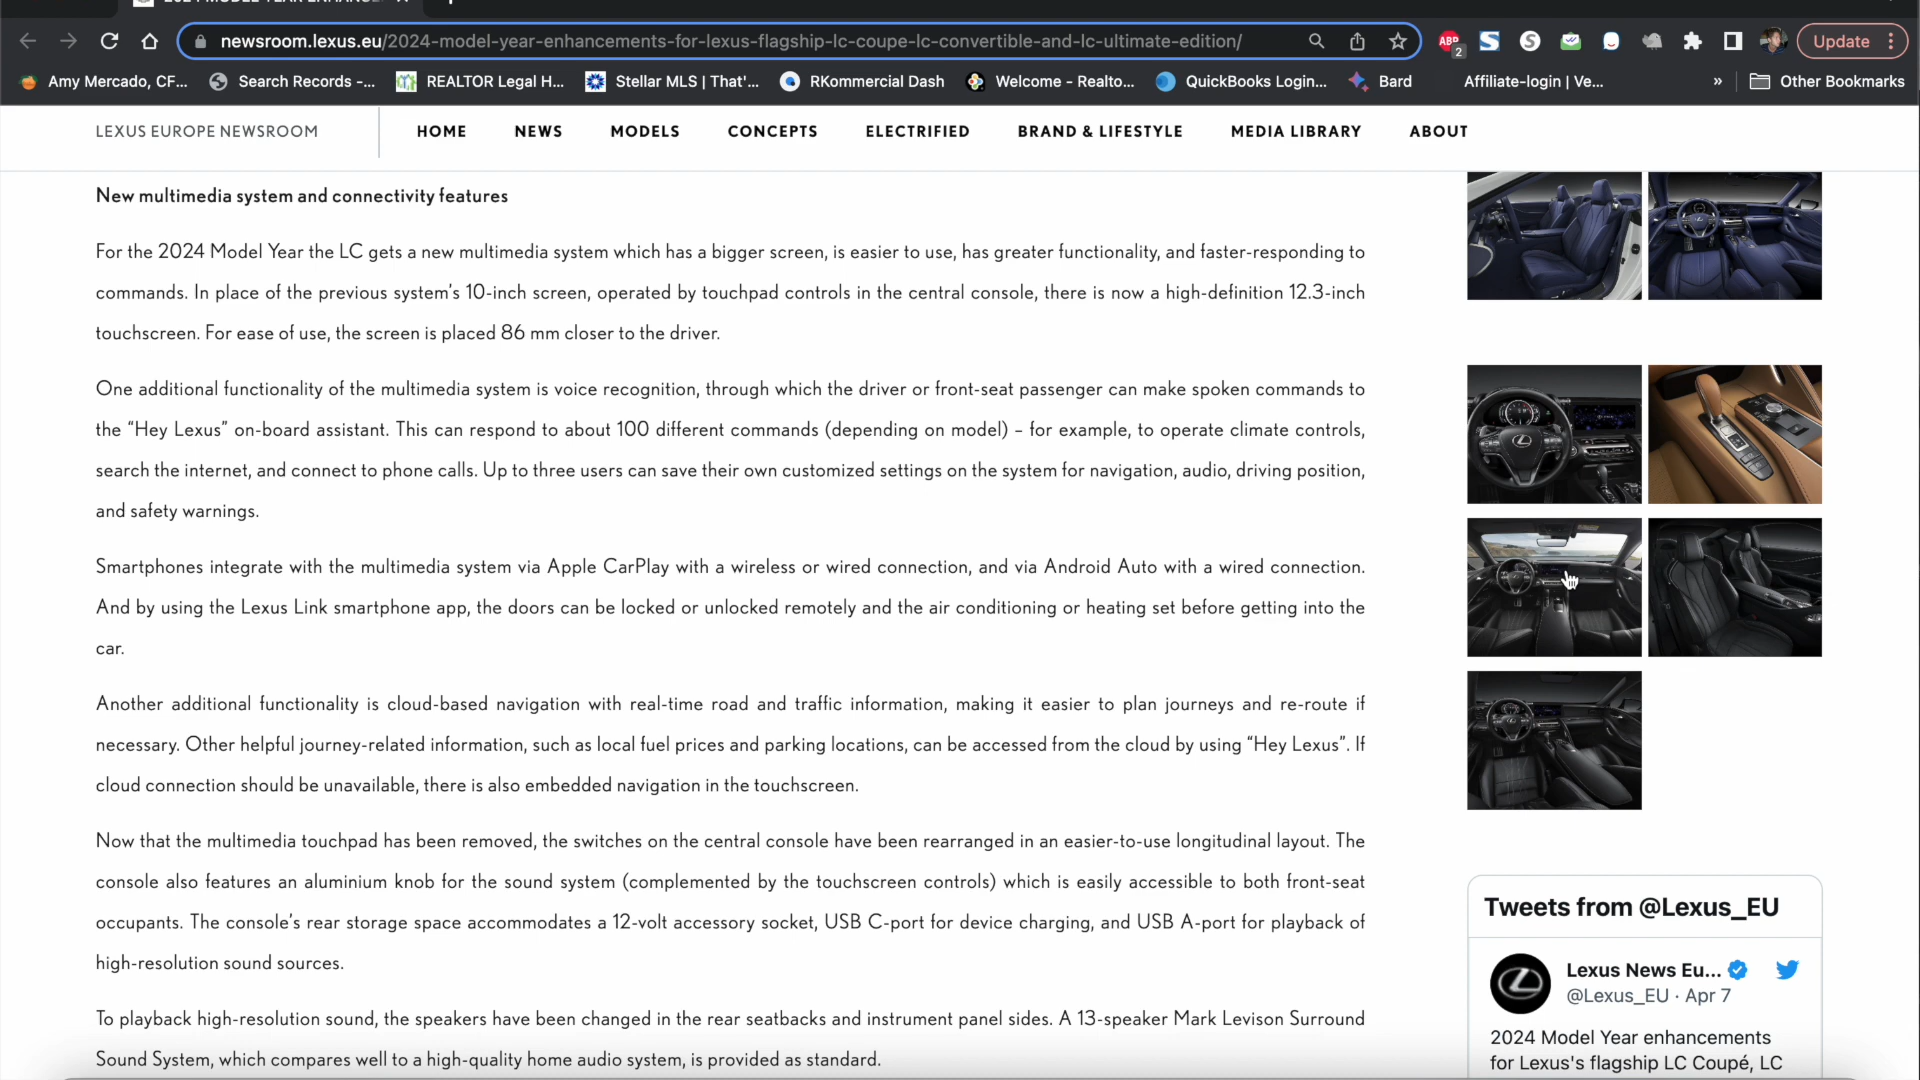 newsroom.lexus.eu/2024-model-year-enhancements-for-lexus-flagship-lc-coupe-lc-convertible-and-lc-ultimate-edition/
ABP
2
Update
Amy Mercado, CF...
Search Records -...
REALTOR Legal H...
Stellar MLS | That'...
RKommercial Dash
Welcome - Realto...
QuickBooks Login...
Bard
Affiliate-login | Ve...
»
Other Bookmarks
LEXUS EUROPE NEWSROOM
HOME
NEWS
MODELS
CONCEPTS
ELECTRIFIED
BRAND & LIFESTYLE
MEDIA LIBRARY
ABOUT
New multimedia system and connectivity features
For the 2024 Model Year the LC gets a new multimedia system which has a bigger screen, is easier to use, has greater functionality, and faster-responding to
commands. In place of the previous system's 10-inch screen, operated by touchpad controls in the central console, there is now a high-definition 12.3-inch
touchscreen. For ease of use, the screen is placed 86 mm closer to the driver.
One additional functionality of the multimedia system is voice recognition, through which the driver or front-seat passenger can make spoken commands to
the “Hey Lexus” on-board assistant. This can respond to about 100 different commands (depending on model) – for example, to operate climate controls,
search the internet, and connect to phone calls. Up to three users can save their own customized settings on the system for navigation, audio, driving position,
and safety warnings.
Smartphones integrate with the multimedia system via Apple CarPlay with a wireless or wired connection, and via Android Auto with a wired connection.
And by using the Lexus Link smartphone app, the doors can be locked or unlocked remotely and the air conditioning or heating set before getting into the
car.
Another additional functionality is cloud-based navigation with real-time road and traffic information, making it easier to plan journeys and re-route if
necessary. Other helpful journey-related information, such as local fuel prices and parking locations, can be accessed from the cloud by using “Hey Lexus”. If
cloud connection should be unavailable, there is also embedded navigation in the touchscreen.
Now that the multimedia touchpad has been removed, the switches on the central console have been rearranged in an easier-to-use longitudinal layout. The
console also features an aluminium knob for the sound system (complemented by the touchscreen controls) which is easily accessible to both front-seat
occupants. The console's rear storage space accommodates a 12-volt accessory socket, USB C-port for device charging, and USB A-port for playback of
high-resolution sound sources.
To playback high-resolution sound, the speakers have been changed in the rear seatbacks and instrument panel sides. A 13-speaker Mark Levison Surround
Sound System, which compares well to a high-quality home audio system, is provided as standard.
Tweets from @Lexus_EU
Lexus News Eu...
@Lexus_EU · Apr 7
2024 Model Year enhancements
for Lexus's flagship LC Coupé, LC